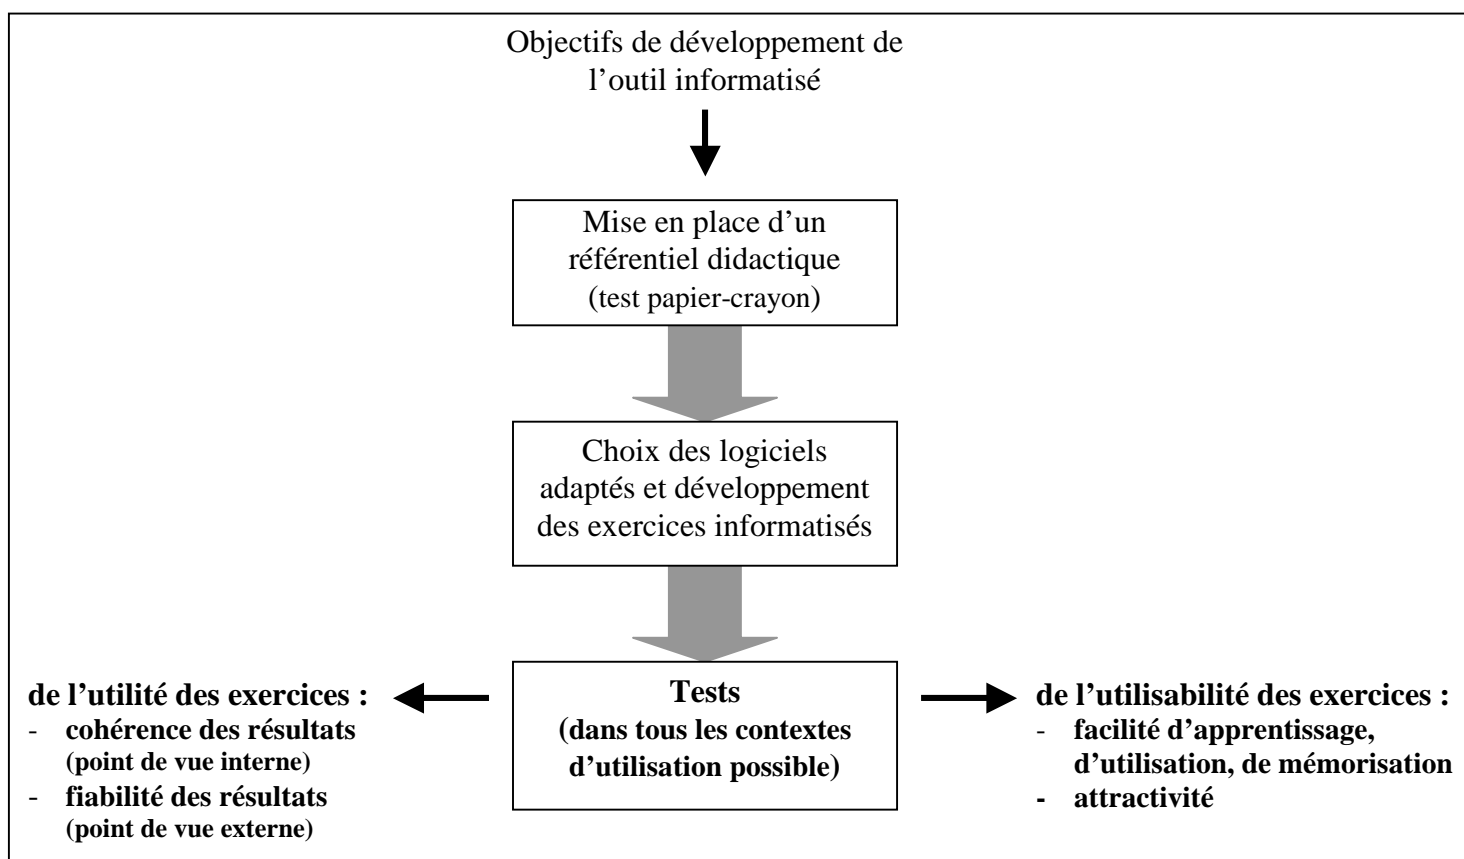 Objectifs de développement de
l’outil informatisé
Mise en place d’un
référentiel didactique
(test papier-crayon)
Choix des logiciels
adaptés et développement
des exercices informatisés
Tests
(dans tous les contextes
d’utilisation possible)
de l’utilité des exercices :
- cohérence des résultats
(point de vue interne)
- fiabilité des résultats
(point de vue externe)
de l’utilisabilité des exercices :
- facilité d’apprentissage,
d’utilisation, de mémorisation
- attractivité